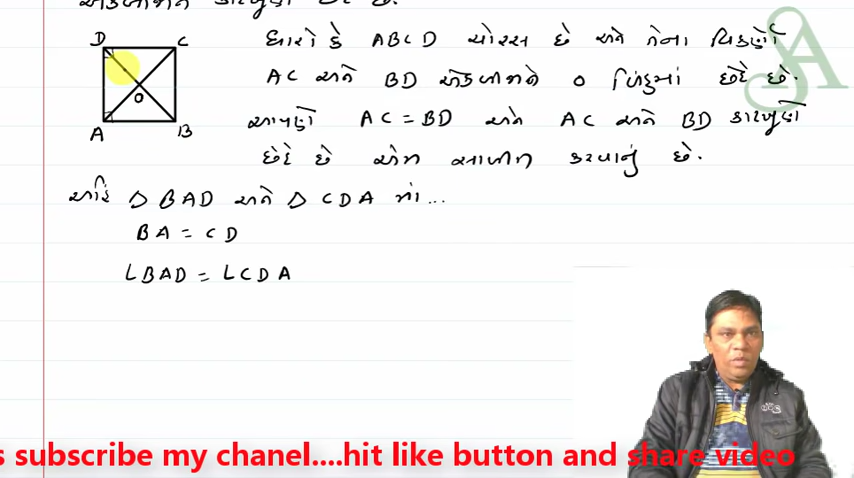 D C
O
A B
ધારો કે ABCD ચોરસ છે અને તેના વિકર્ણો
AC અને BD એકબીજાને O બિંદુમાં છેદે છે.
આપણે AC = BD અને AC અને BD કાટખૂણે
છેદે છે એમ સાબીત કરવાનું છે.
અહિં △ BAD અને △ CDA માં...
BA = CD
∠BAD = ∠CDA
subscribe my chanel....hit like button and share video